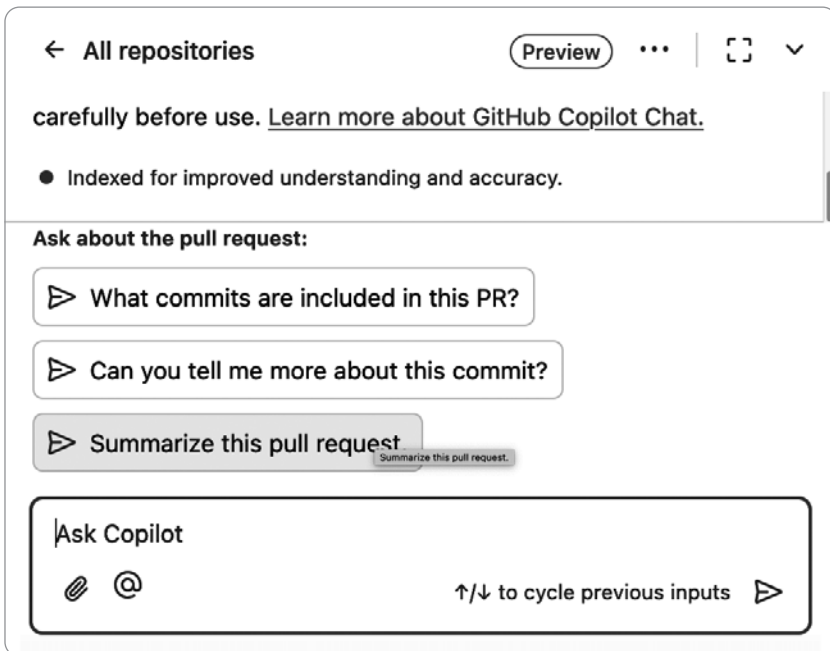 ← All repositories Preview ...
carefully before use. Learn more about GitHub Copilot Chat.
● Indexed for improved understanding and accuracy.
Ask about the pull request:
What commits are included in this PR?
Can you tell me more about this commit?
Summarize this pull request.
Summarize this pull request.
Ask Copilot
@ ↑/↓ to cycle previous inputs